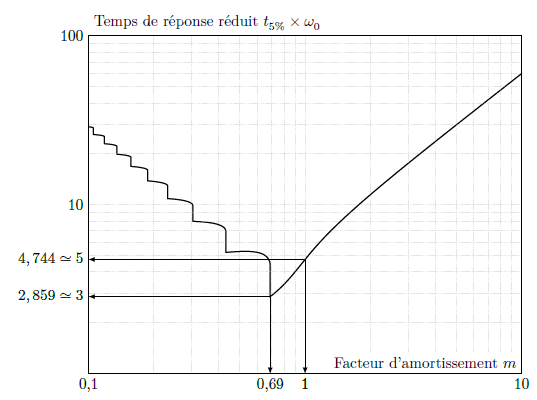 Temps de réponse réduit t5% × ω0
100
10
4,744 ≃ 5
2,859 ≃ 3
Facteur d'amortissement m
0,1
0,69
1
10